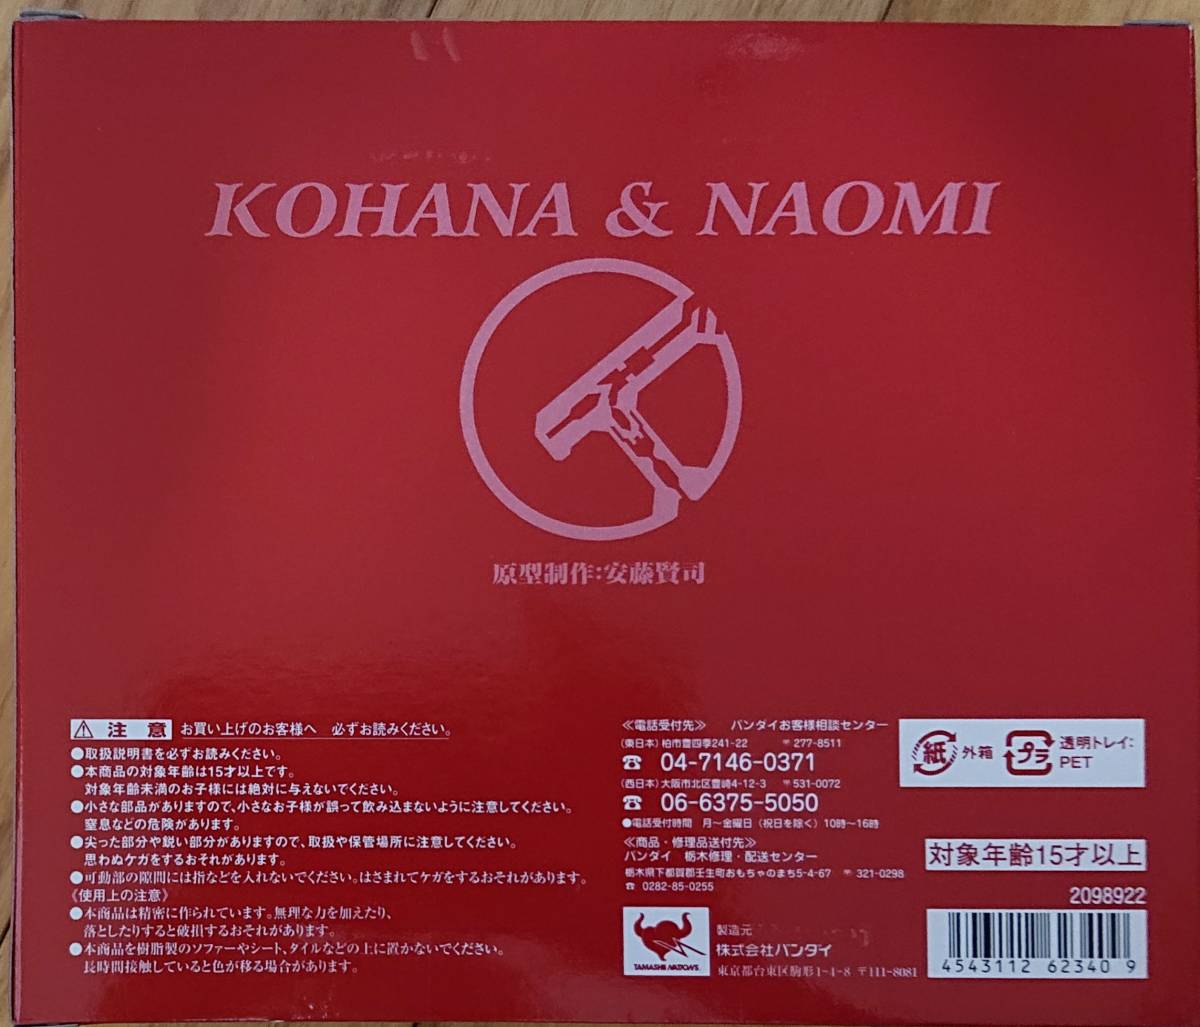 KOHANA & NAOMI
原型制作:安藤賢司
注意 お買い上げのお客様へ 必ずお読みください。
●取扱説明書を必ずお読みください。
●本商品の対象年齢は15才以上です。
対象年齢未満のお子様には絶対に与えないでください。
●小さな部品がありますので、小さなお子様が誤って飲み込まないように注意してください。
窒息などの危険があります。
●尖った部分や鋭い部分がありますので、取扱や保管場所に注意してください。
思わぬケガをするおそれがあります。
●可動部の隙間には指などを入れないでください。はさまれてケガをするおそれがあります。
《使用上の注意》
●本商品は精密に作られています。無理な力を加えたり、
落としたりすると破損するおそれがあります。
●本商品を樹脂製のソファーやシート、タイルなどの上に置かないでください。
長時間接触していると色が移る場合があります。
≪電話受付先≫ バンダイお客様相談センター
(東日本)柏市豊四季241-22 〒277-8511
☎ 04-7146-0371
(西日本)大阪市北区豊崎4-12-3 〒531-0072
☎ 06-6375-5050
●電話受付時間 月〜金曜日(祝日を除く)10時〜16時
≪商品・修理品送付先≫
バンダイ 栃木修理・配送センター
栃木県下都賀郡壬生町おもちゃのまち5-4-67 〒321-0298
☎ 0282-85-0255
TAMASHII NATIONS
製造元
株式会社バンダイ
東京都台東区駒形1-4-8 〒111-8081
紙 外箱
プラ 透明トレイ:
PET
対象年齢15才以上
2098922
4543112 62340 9